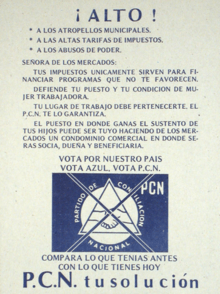 ¡ALTO!
* A LOS ATROPELLOS MUNICIPALES.
* A LAS ALTAS TARIFAS DE IMPUESTOS.
* A LOS ABUSOS DE PODER.
SEÑORA DE LOS MERCADOS:
TUS IMPUESTOS UNICAMENTE SIRVEN PARA FI-
NANCIAR PROGRAMAS QUE NO TE FAVORECEN.
DEFIENDE TU PUESTO Y TU CONDICION DE MU-
JER TRABAJADORA.
TU LUGAR DE TRABAJO DEBE PERTENECERTE. EL
P.C.N. TE LO GARANTIZA.
EL PUESTO EN DONDE GANAS EL SUSTENTO DE
TUS HIJOS PUEDE SER TUYO HACIENDO DE LOS MER-
CADOS UN CONDOMINIO COMERCIAL EN DONDE SE-
RAS SOCIA, DUEÑA Y BENEFICIARIA.
VOTA POR NUESTRO PAIS
VOTA AZUL, VOTA P.C.N.
PCN
PARTIDO DE CONCILIACION
NACIONAL
COMPARA LO QUE TENIAS ANTES
CON LO QUE TIENES HOY
P.C.N. tu solución